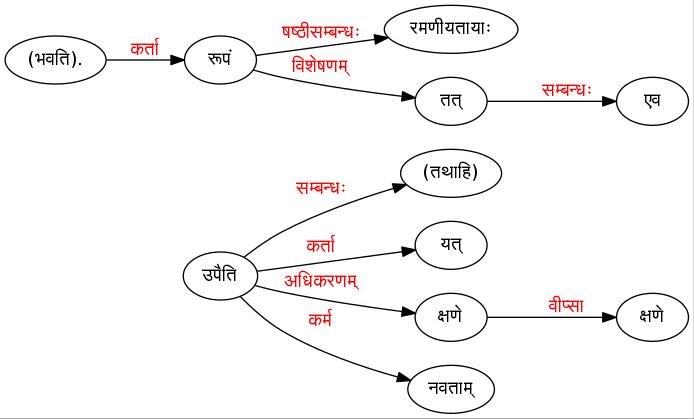 (भवति).
कर्ता
रूपं
षष्ठीसम्बन्धः
रमणीयतायाः
विशेषणम्
तत्
सम्बन्धः
एव
उपैति
सम्बन्धः
(तथाहि)
कर्ता
यत्
अधिकरणम्
क्षणे
वीप्सा
क्षणे
कर्म
नवताम्